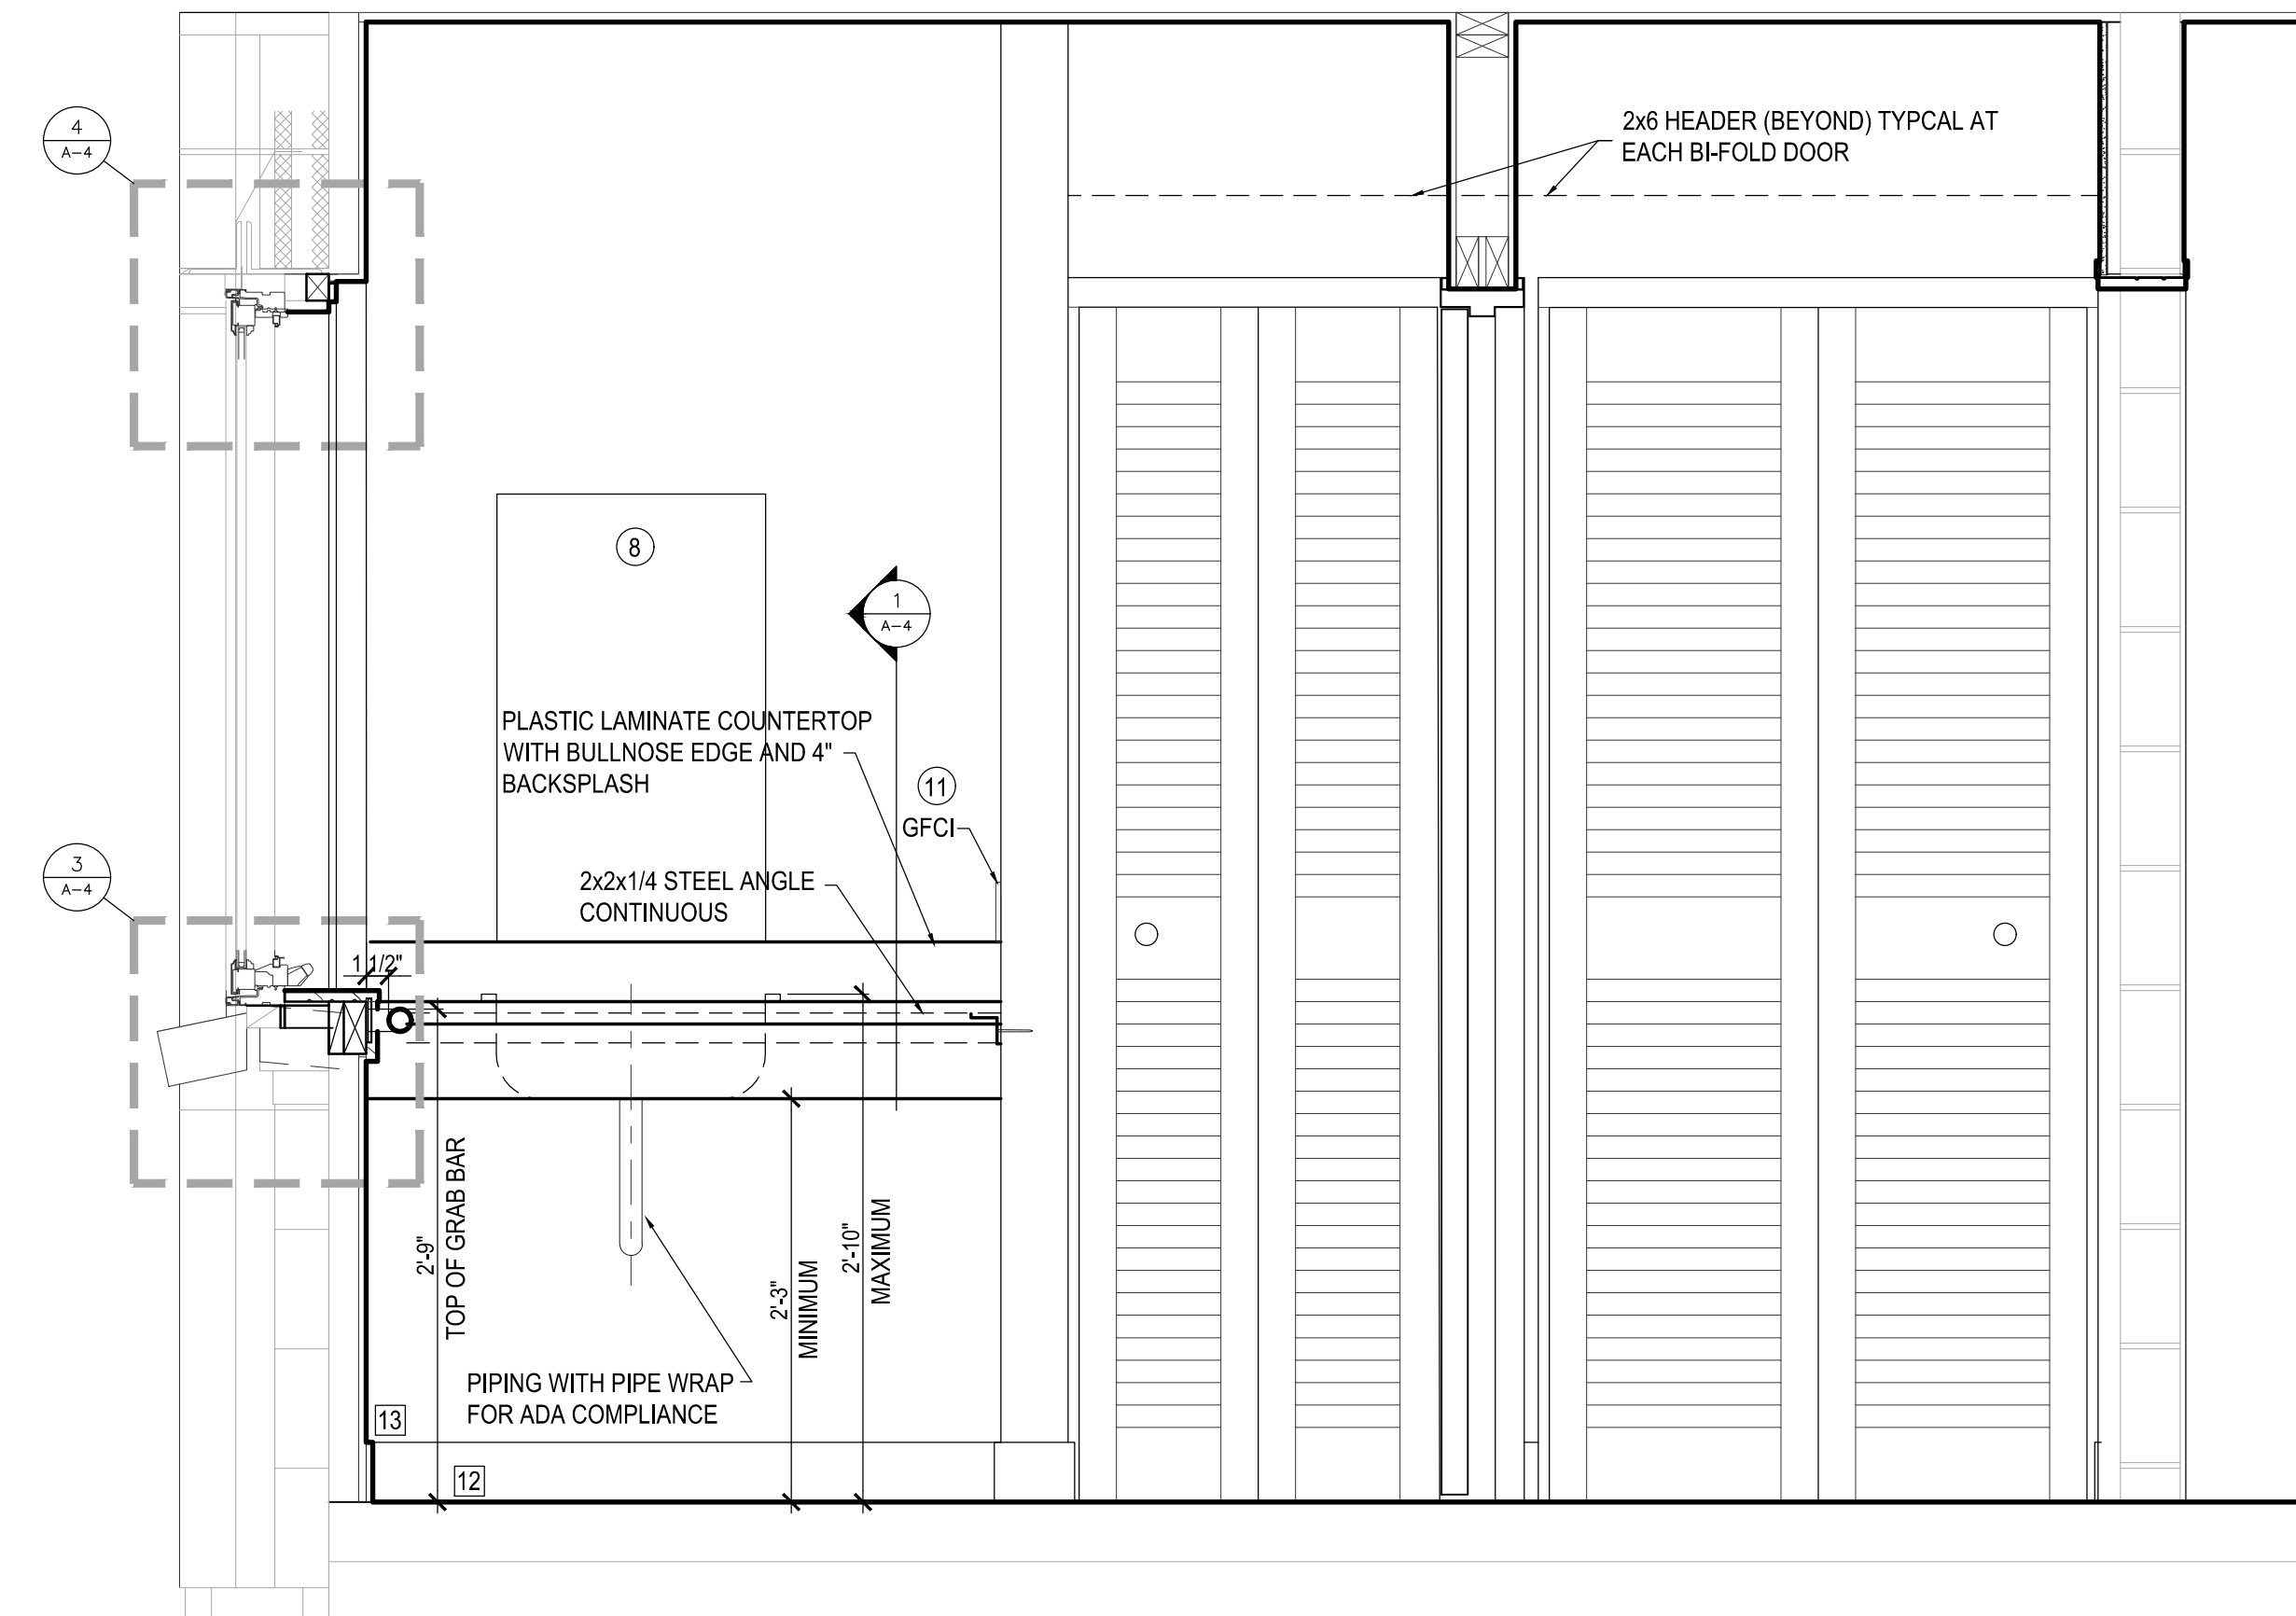 4
A-4
2x6 HEADER (BEYOND) TYPCAL AT
EACH BI-FOLD DOOR
8
1
A-4
PLASTIC LAMINATE COUNTERTOP
WITH BULLNOSE EDGE AND 4"
BACKSPLASH
11
GFCI
3
A-4
2x2x1/4 STEEL ANGLE
CONTINUOUS
1 1/2"
2'-9"
TOP OF GRAB BAR
2'-3"
MINIMUM
2'-10"
MAXIMUM
PIPING WITH PIPE WRAP
FOR ADA COMPLIANCE
13
12